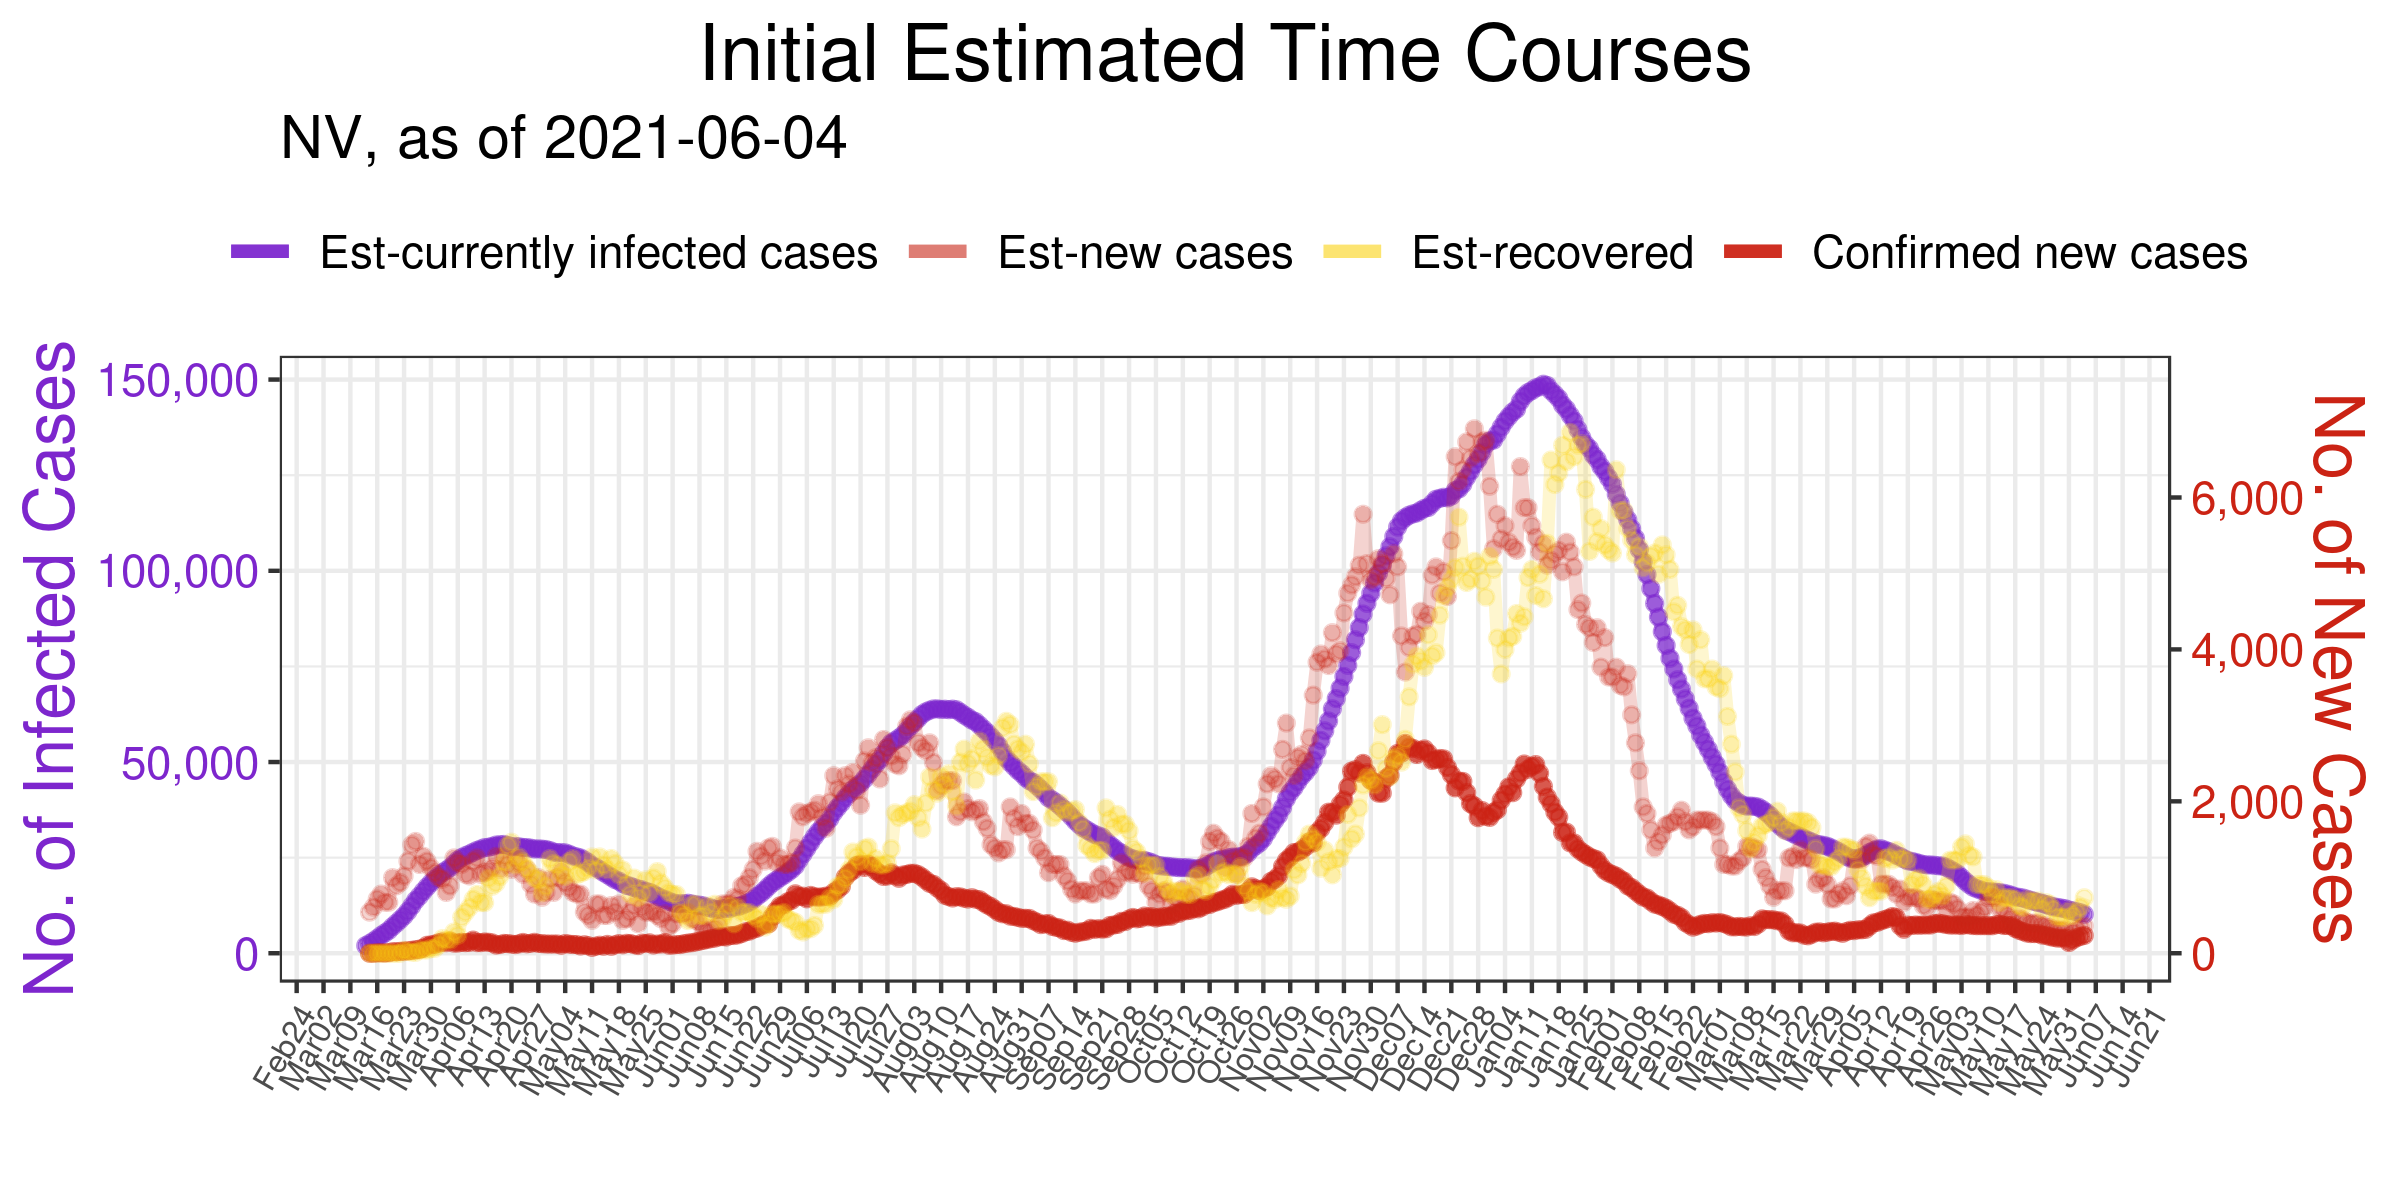 Initial Estimated Time Courses
NV, as of 2021-06-04
Est-currently infected cases Est-new cases Est-recovered Confirmed new cases
No. of Infected Cases
150,000
100,000
50,000
0
No. of New Cases
6,000
4,000
2,000
0
Feb24 Mar02 Mar09 Mar16 Mar23 Mar30 Apr06 Apr13 Apr20 Apr27 May04 May11 May18 May25 Jun01 Jun08 Jun15 Jun22 Jun29 Jul06 Jul13 Jul20 Jul27 Aug03 Aug10 Aug17 Aug24 Aug31 Sep07 Sep14 Sep21 Sep28 Oct05 Oct12 Oct19 Oct26 Nov02 Nov09 Nov16 Nov23 Nov30 Dec07 Dec14 Dec21 Dec28 Jan04 Jan11 Jan18 Jan25 Feb01 Feb08 Feb15 Feb22 Mar01 Mar08 Mar15 Mar22 Mar29 Apr05 Apr12 Apr19 Apr26 May03 May10 May17 May24 May31 Jun07 Jun14 Jun21